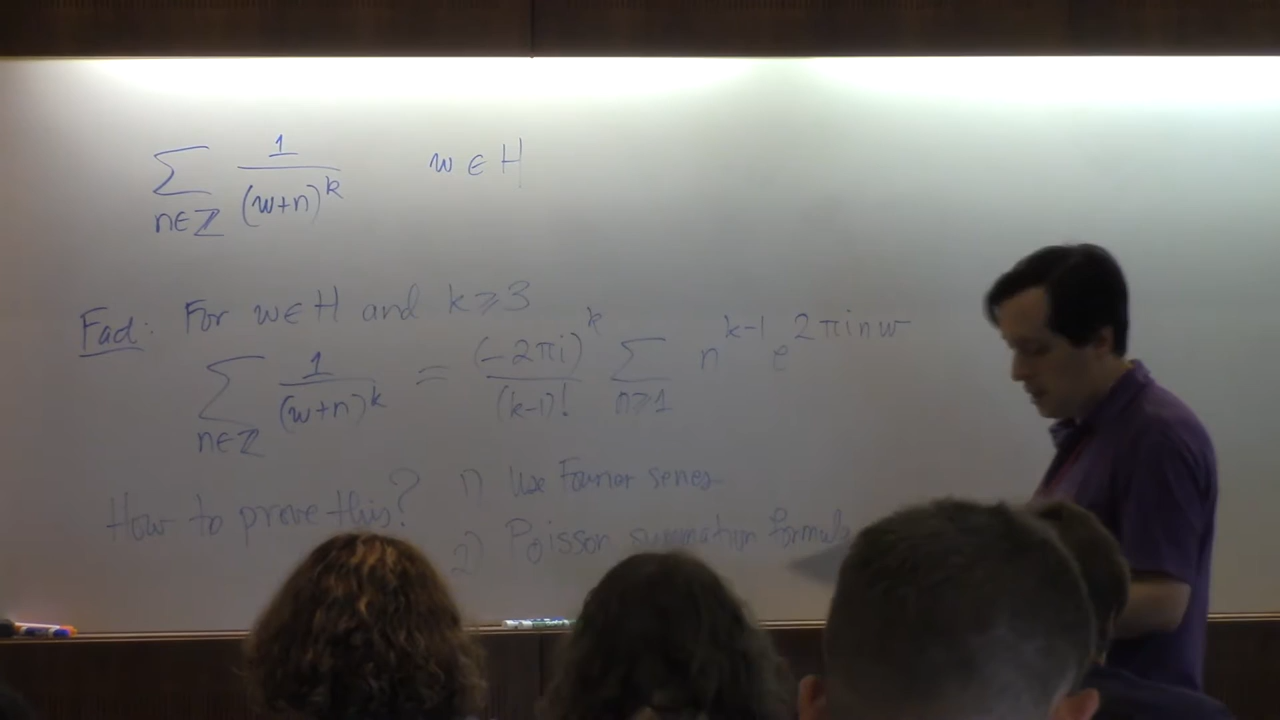 ∑_{n∈ℤ} 1/(w+n)^k   w ∈ H
Fact: For w∈H and k⩾3
∑_{n∈ℤ} 1/(w+n)^k = (-2πi)^k/(k-1)! ∑_{n⩾1} n^{k-1} e^{2πinw}
How to prove this? 1) Use Fourier series
2) Poisson summation formula